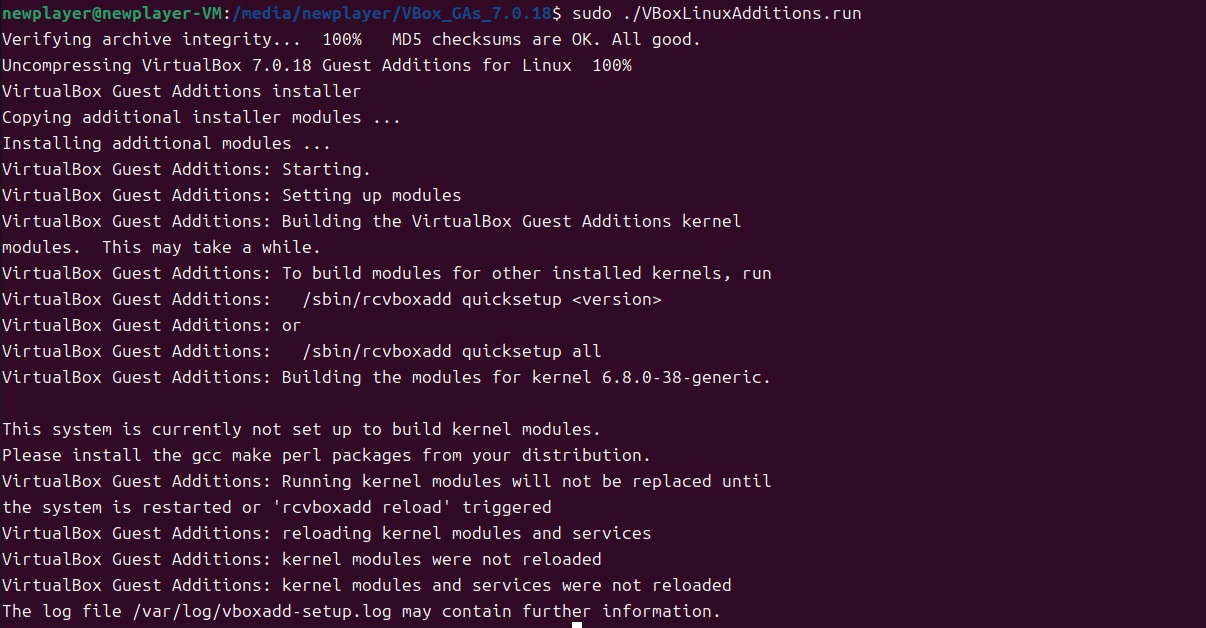 newplayer@newplayer-VM:/media/newplayer/VBox_GAs_7.0.18$ sudo ./VBoxLinuxAdditions.run
Verifying archive integrity...  100%   MD5 checksums are OK. All good.
Uncompressing VirtualBox 7.0.18 Guest Additions for Linux  100%
VirtualBox Guest Additions installer
Copying additional installer modules ...
Installing additional modules ...
VirtualBox Guest Additions: Starting.
VirtualBox Guest Additions: Setting up modules
VirtualBox Guest Additions: Building the VirtualBox Guest Additions kernel
modules.  This may take a while.
VirtualBox Guest Additions: To build modules for other installed kernels, run
VirtualBox Guest Additions:   /sbin/rcvboxadd quicksetup <version>
VirtualBox Guest Additions: or
VirtualBox Guest Additions:   /sbin/rcvboxadd quicksetup all
VirtualBox Guest Additions: Building the modules for kernel 6.8.0-38-generic.

This system is currently not set up to build kernel modules.
Please install the gcc make perl packages from your distribution.
VirtualBox Guest Additions: Running kernel modules will not be replaced until
the system is restarted or 'rcvboxadd reload' triggered
VirtualBox Guest Additions: reloading kernel modules and services
VirtualBox Guest Additions: kernel modules were not reloaded
VirtualBox Guest Additions: kernel modules and services were not reloaded
The log file /var/log/vboxadd-setup.log may contain further information.